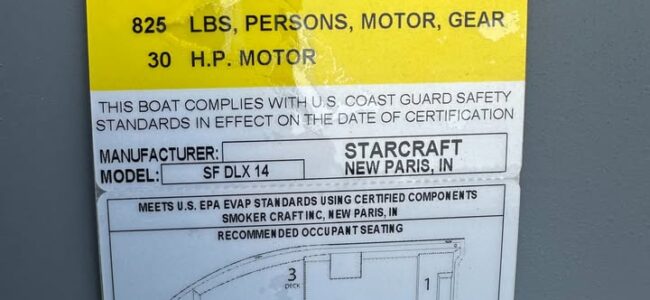 825 LBS, PERSONS, MOTOR, GEAR
30 H.P. MOTOR
THIS BOAT COMPLIES WITH U.S. COAST GUARD SAFETY
STANDARDS IN EFFECT ON THE DATE OF CERTIFICATION
MANUFACTURER: STARCRAFT
NEW PARIS, IN
MODEL: SF DLX 14
MEETS U.S. EPA EVAP STANDARDS USING CERTIFIED COMPONENTS
SMOKER CRAFT INC, NEW PARIS, IN
RECOMMENDED OCCUPANT SEATING
3
DECK
1